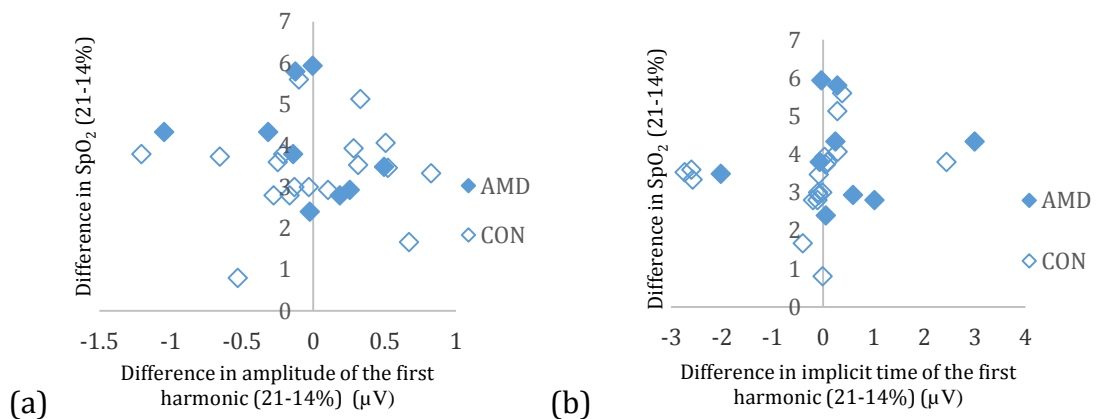 Difference in SpO₂ (21-14%)
7
6
5
4
3
2
1
0
-1.5 -1 -0.5 0 0.5 1
AMD
CON
Difference in amplitude of the first
harmonic (21-14%) (μV)
(a)
Difference in SpO₂ (21-14%)
7
6
5
4
3
2
1
0
-3 -2 -1 0 1 2 3 4
AMD
CON
Difference in implicit time of the first
harmonic (21-14%) (μV)
(b)